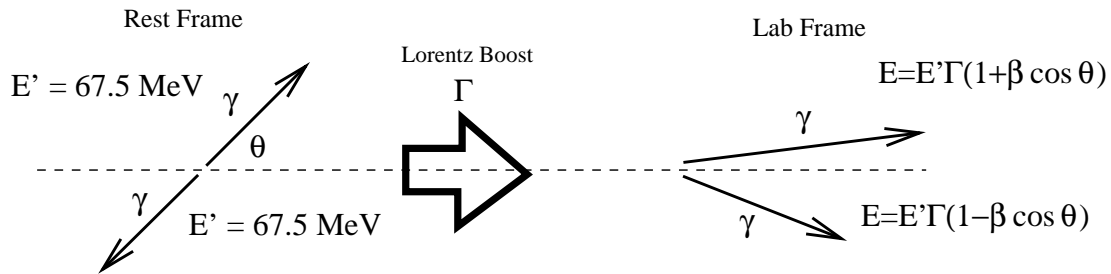 Rest Frame
Lab Frame
Lorentz Boost
Γ
E' = 67.5 MeV
γ
θ
γ
E' = 67.5 MeV
E=E'Γ(1+β cos θ)
γ
γ
E=E'Γ(1−β cos θ)